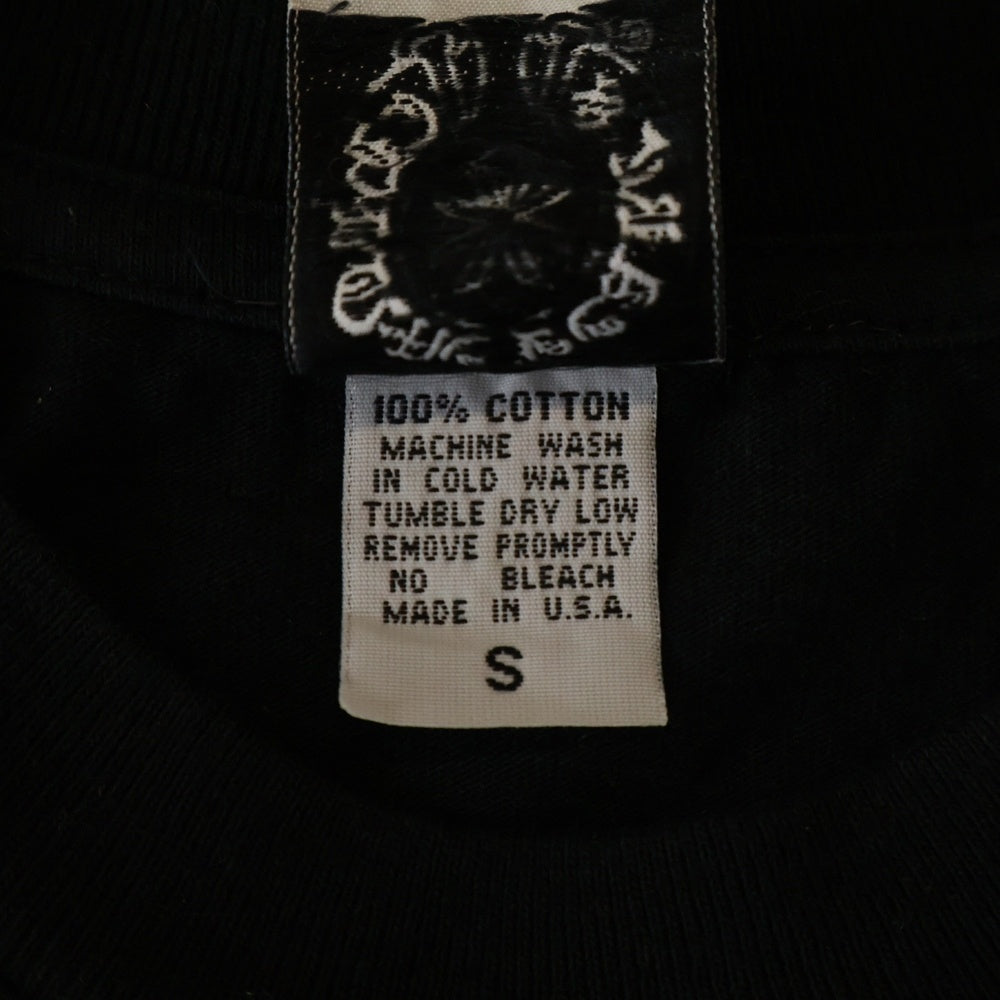 100% COTTON
MACHINE WASH
IN COLD WATER
TUMBLE DRY LOW
REMOVE PROMPTLY
NO BLEACH
MADE IN U.S.A.
S